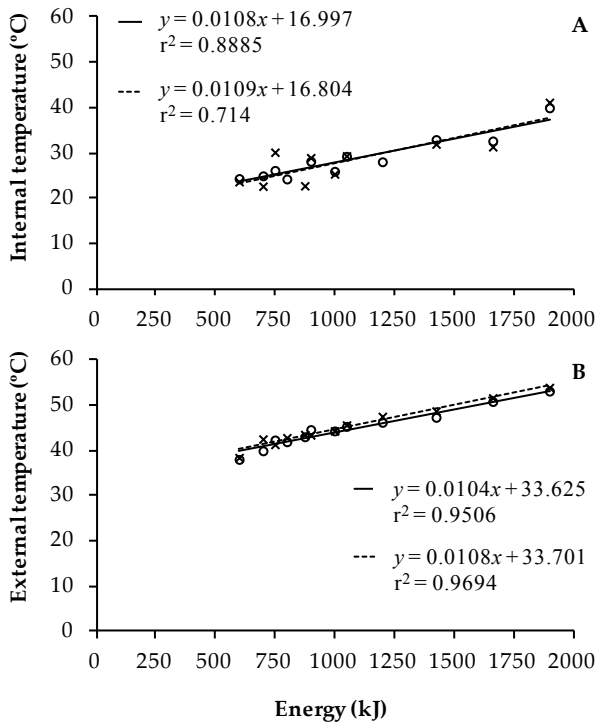 A
Internal temperature (°C)
60
50
40
30
20
10
0
y = 0.0108x + 16.997
r² = 0.8885
y = 0.0109x + 16.804
r² = 0.714
0 500 750 1000 1250 1500 1750 2000
B
External temperature (°C)
60
50
40
30
20
10
0
y = 0.0104x + 33.625
r² = 0.9506
y = 0.0108x + 33.701
r² = 0.9694
0 500 750 1000 1250 1500 1750 2000
Energy (kJ)